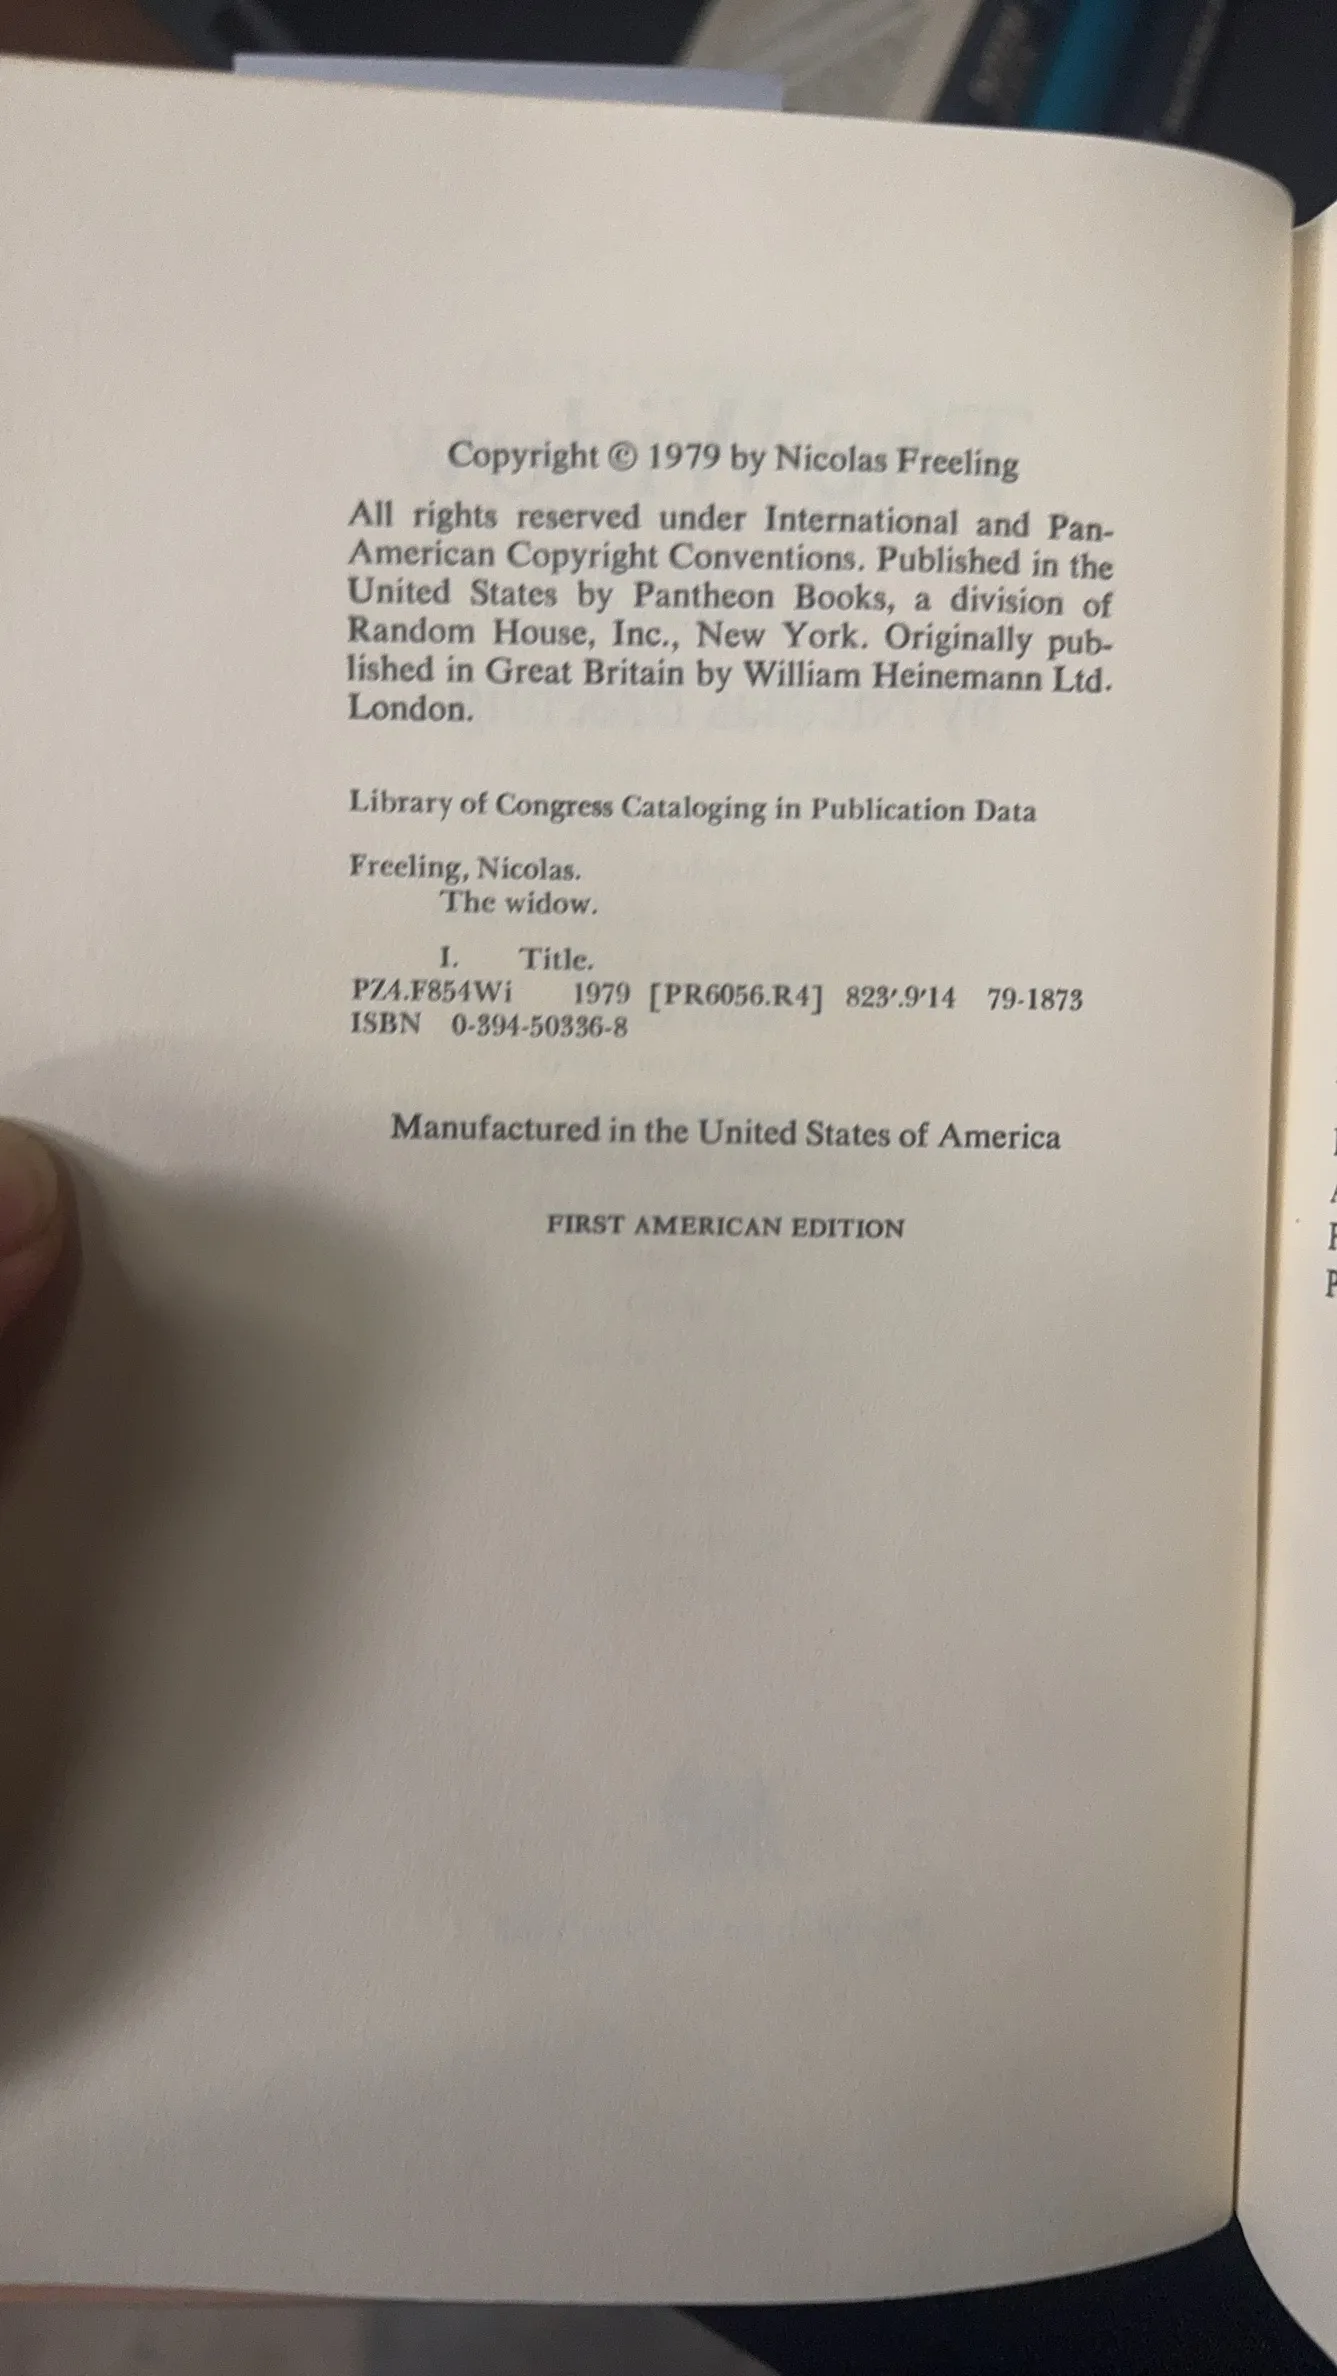 Copyright © 1979 by Nicolas Freeling
All rights reserved under International and Pan-
American Copyright Conventions. Published in the
United States by Pantheon Books, a division of
Random House, Inc., New York. Originally pub-
lished in Great Britain by William Heinemann Ltd.
London.
Library of Congress Cataloging in Publication Data
Freeling, Nicolas.
The widow.
I. Title.
PZ4.F854Wi 1979 [PR6056.R4] 823'.9'14 79-1873
ISBN 0-394-50336-8
Manufactured in the United States of America
FIRST AMERICAN EDITION